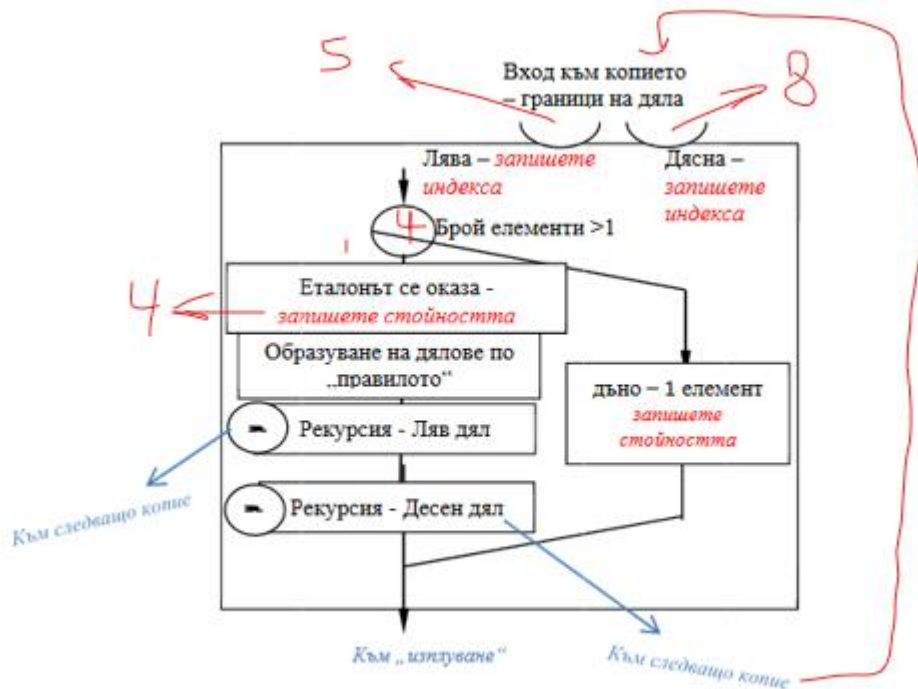 5
Вход към копието
– граници на дяла
8
Лява – запишете
индекса
Дясна –
запишете
индекса
4
Брой елементи >1
Еталонът се оказа -
запишете стойността
4
Образуване на дялове по
„правилото“
дъно – 1 елемент
запишете
стойността
Рекурсия - Ляв дял
Към следващо копие
Рекурсия - Десен дял
Към „изплуване“
Към следващо копие